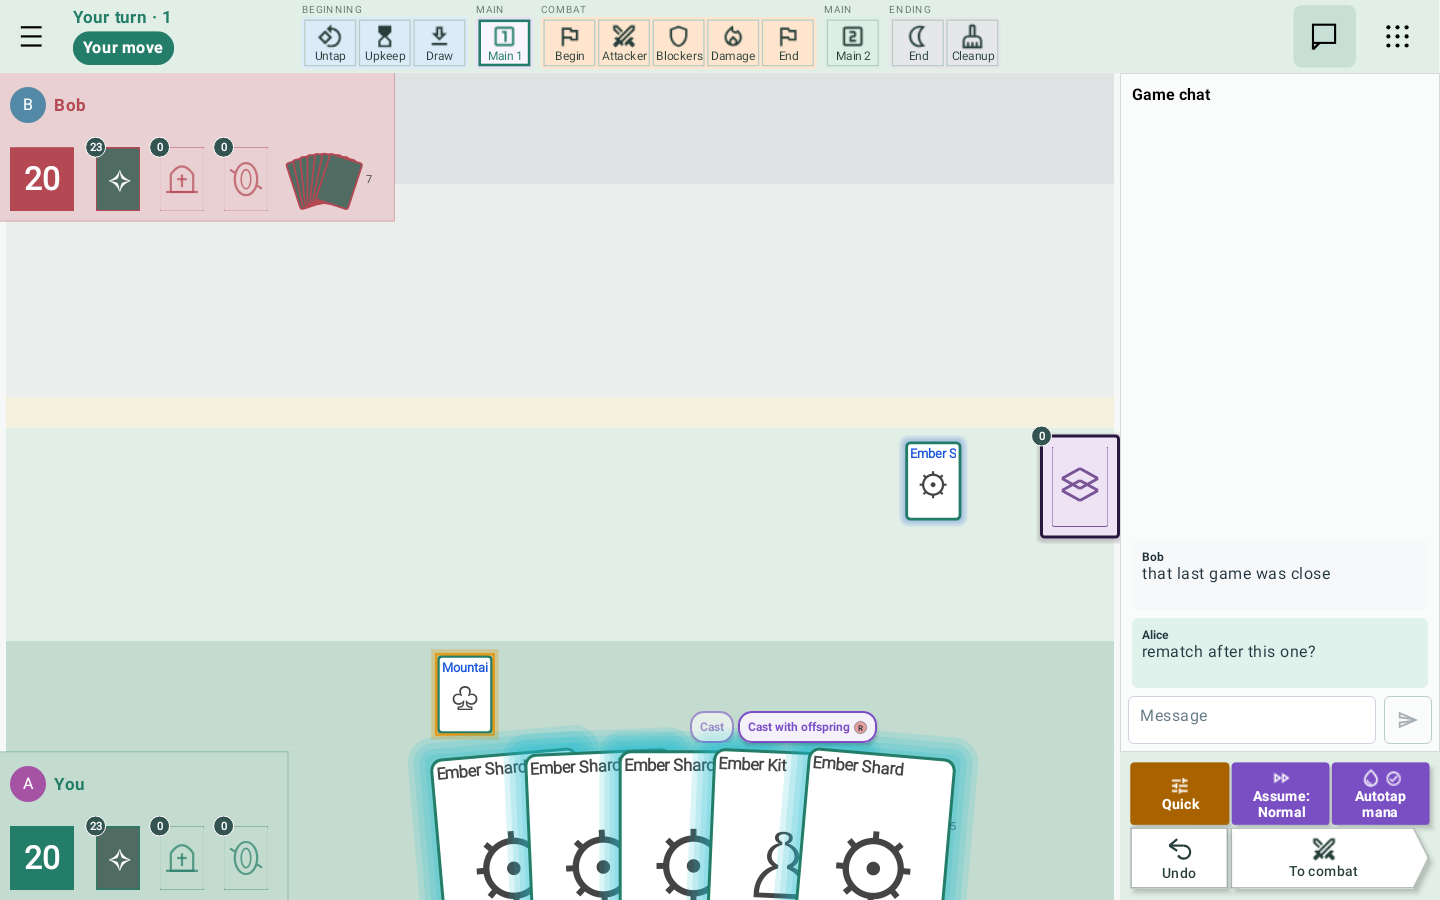 Your turn · 1
Your move
BEGINNING
Untap
Upkeep
Draw
MAIN
1
Main 1
COMBAT
Begin
Attacker
Blockers
Damage
End
MAIN
2
Main 2
ENDING
End
Cleanup
B
Bob
20
23
0
0
7
Game chat
Ember S
0
Bob
that last game was close
Alice
rematch after this one?
Message
Mountai
Cast
Cast with offspring R
Ember Shard
Ember Shard
Ember Shard
Ember Kit
Ember Shard
5
A
You
20
23
0
0
Quick
Assume:
Normal
Autotap
mana
Undo
To combat